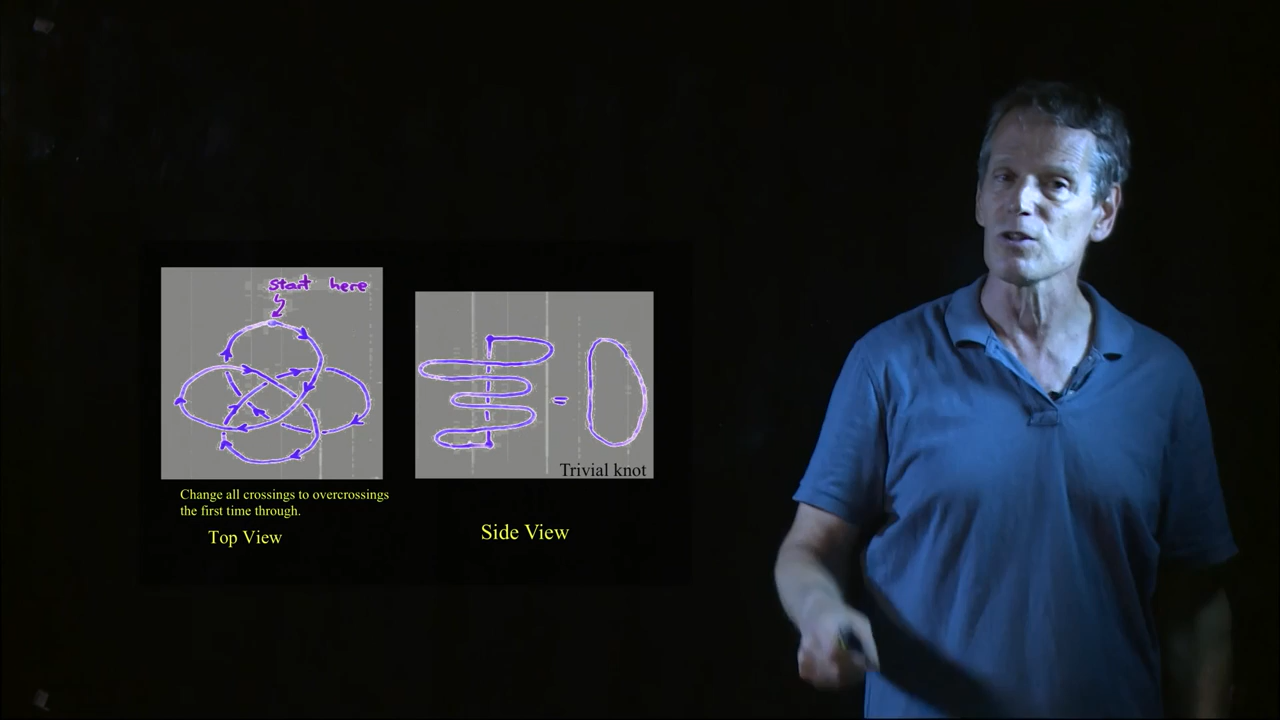 start here
=
Trivial knot
Change all crossings to overcrossings
the first time through.
Top View
Side View